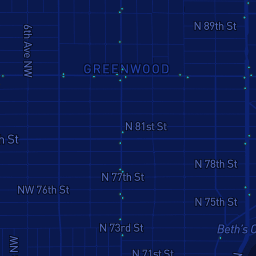 N 89th St
6th Ave NW
GREENWOOD
N 81st St
h St
N 78th St
N 77th St
NW 76th St
N 75th St
N 73rd St
Beth's C
NW
N 71st St